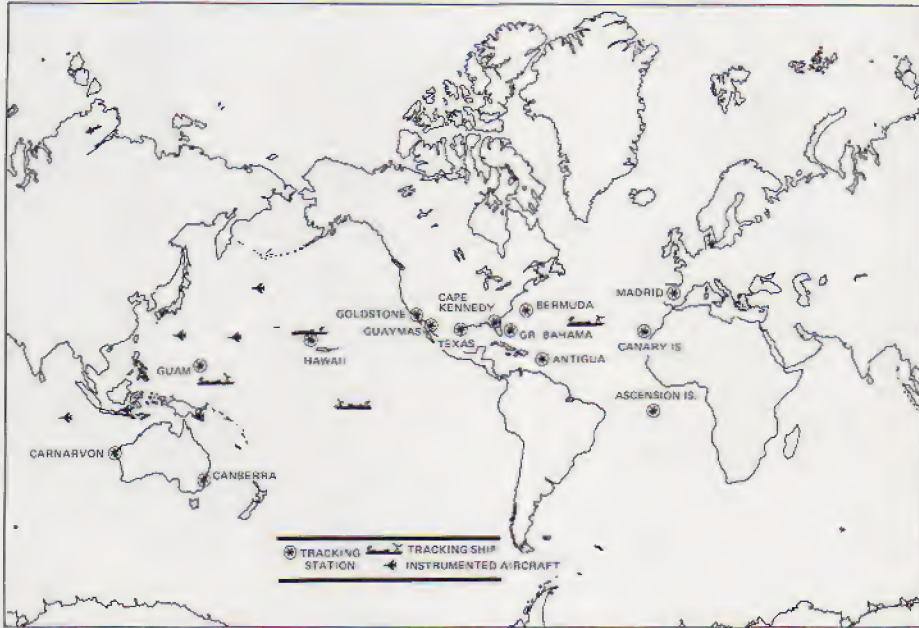 CAPE
KENNEDY
MADRID
GOLDSTONE
BERMUDA
GUAYMAS
TEXAS
GR. BAHAMA
CANARY IS.
HAWAII
ANTIGUA
GUAM
ASCENSION IS.
CARNARVON
CANBERRA
TRACKING
STATION
TRACKING SHIP
INSTRUMENTED AIRCRAFT